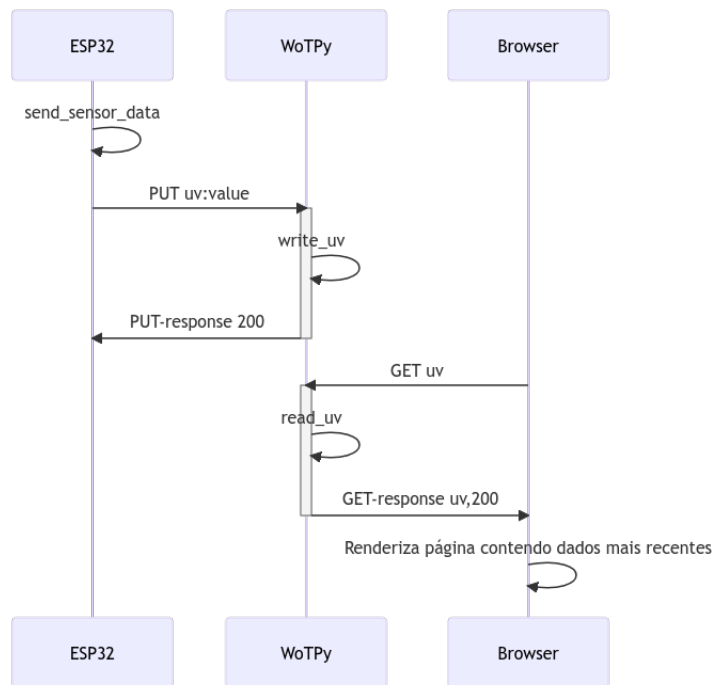 ESP32
WoTPy
Browser
send_sensor_data
PUT uv:value
write_uv
PUT-response 200
GET uv
read_uv
GET-response uv,200
Renderiza página contendo dados mais recentes
ESP32
WoTPy
Browser